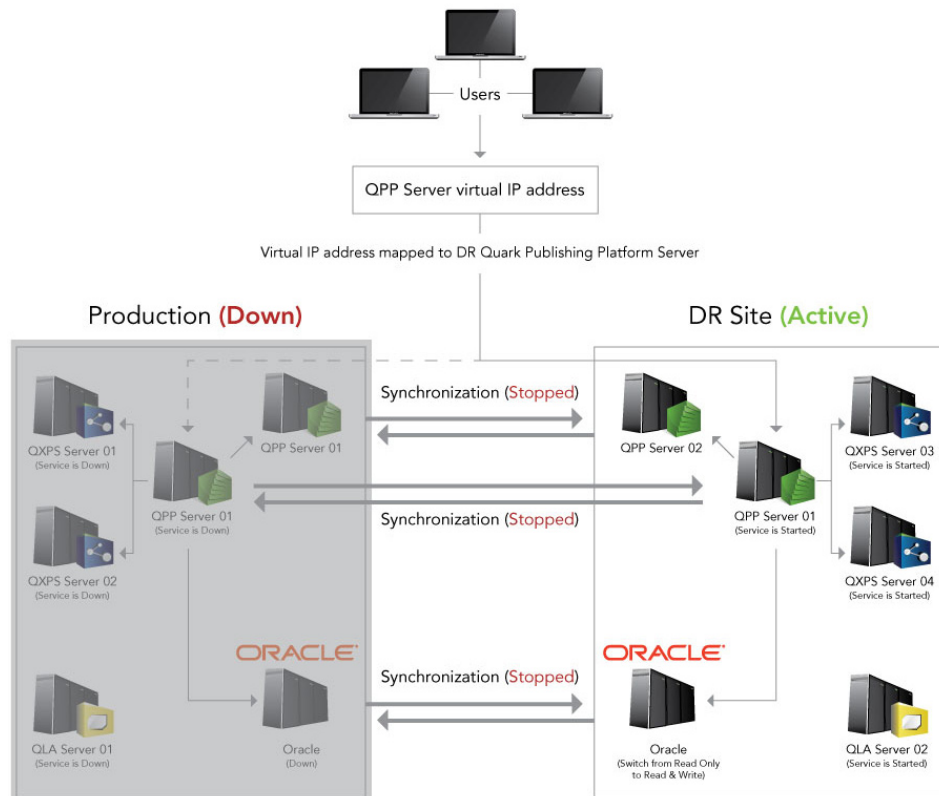 Users
QPP Server virtual IP address
Virtual IP address mapped to DR Quark Publishing Platform Server
Production (Down)
DR Site (Active)
QXPS Server 01
(Service is Down)
QPP Server 01
QPP Server 01
(Service is Down)
QXPS Server 02
(Service is Down)
ORACLE
Oracle
(Down)
QLA Server 01
(Service is Down)
Synchronization (Stopped)
Synchronization (Stopped)
Synchronization (Stopped)
QPP Server 02
QXPS Server 03
(Service is Started)
QPP Server 01
(Service is Started)
QXPS Server 04
(Service is Started)
ORACLE
Oracle
(Switch from Read Only
to Read & Write)
QLA Server 02
(Service is Started)